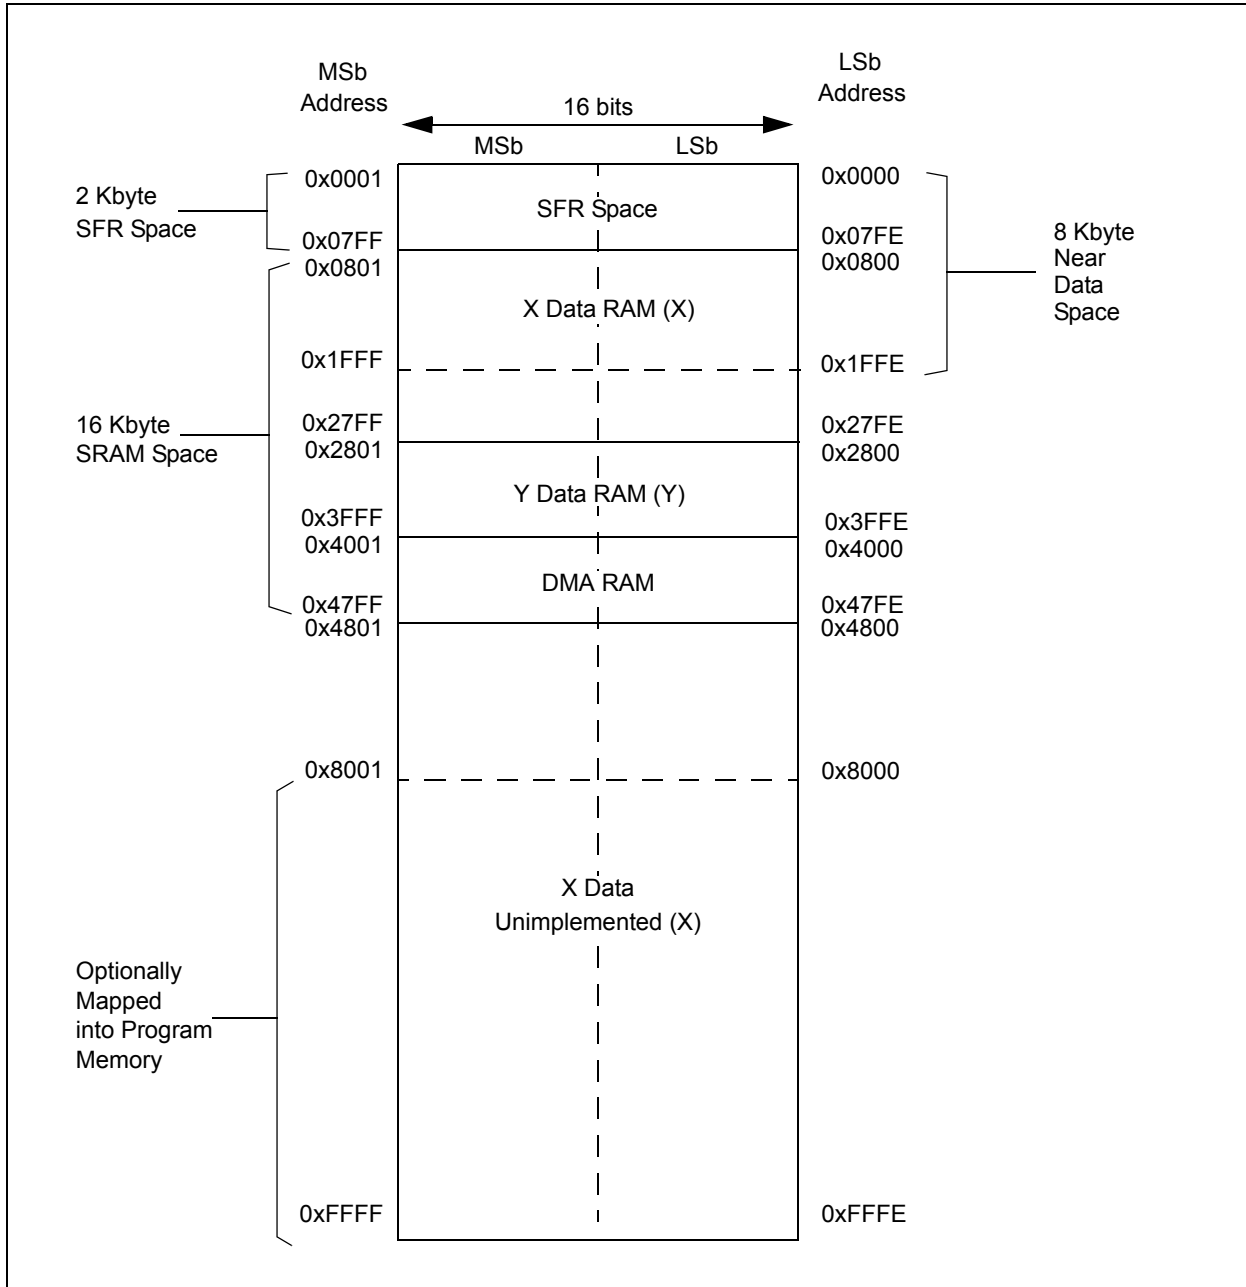 MSb
Address
LSb
Address
16 bits
MSb
LSb
2 Kbyte
SFR Space
0x0001
SFR Space
0x0000
0x07FF
0x07FE
0x0801
0x0800
8 Kbyte
Near
Data
Space
X Data RAM (X)
0x1FFF
0x1FFE
16 Kbyte
SRAM Space
0x27FF
0x27FE
0x2801
0x2800
Y Data RAM (Y)
0x3FFF
0x3FFE
0x4001
0x4000
DMA RAM
0x47FF
0x47FE
0x4801
0x4800
0x8001
0x8000
X Data
Unimplemented (X)
Optionally
Mapped
into Program
Memory
0xFFFF
0xFFFE